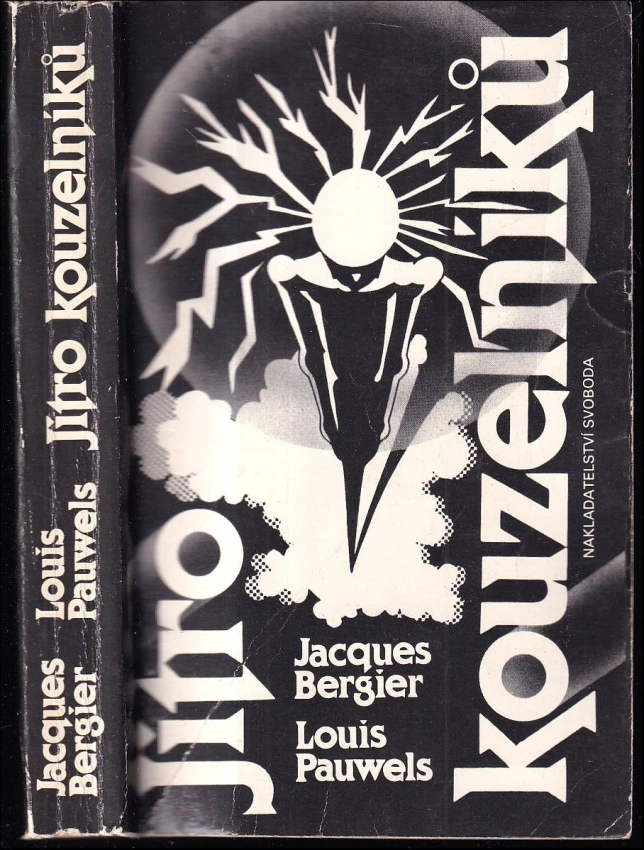 Jacques
Bergier
Louis
Pauwels
Jitro kouzelníků
Jitro
kouzelníků
Jacques
Bergier
Louis
Pauwels
NAKLADATELSTVÍ SVOBODA